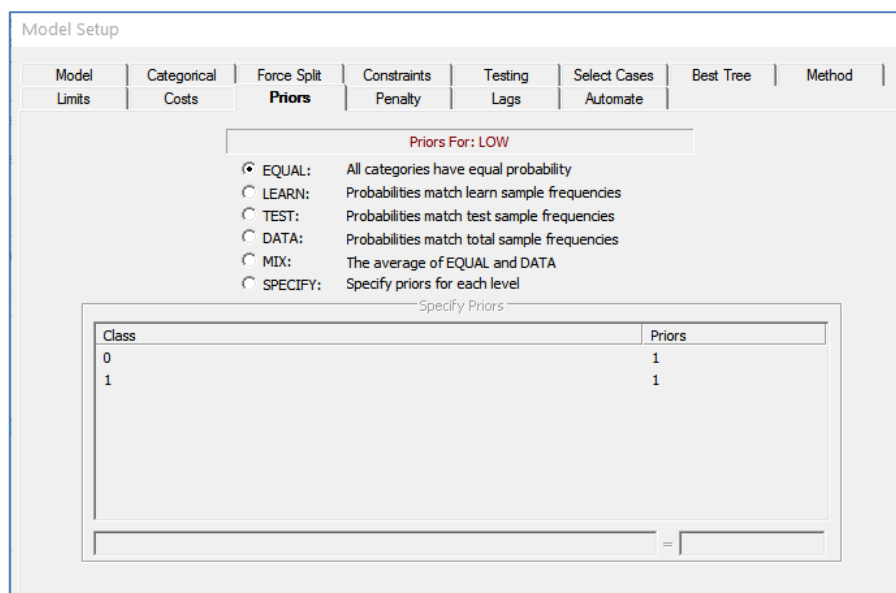 Model Setup
Model Categorical Force Split Constraints Testing Select Cases Best Tree Method
Limits Costs Priors Penalty Lags Automate
Priors For: LOW
EQUAL: All categories have equal probability
LEARN: Probabilities match learn sample frequencies
TEST: Probabilities match test sample frequencies
DATA: Probabilities match total sample frequencies
MIX: The average of EQUAL and DATA
SPECIFY: Specify priors for each level
Specify Priors
Class Priors
0 1
1 1
=